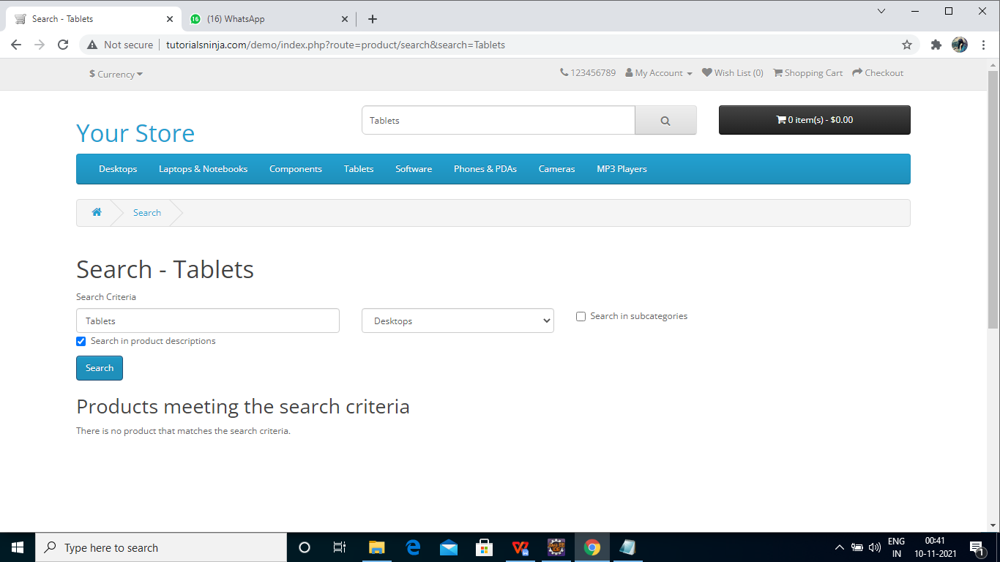 Search - Tablets
16
(16) WhatsApp
Not secure
tutorialsninja.com/demo/index.php?route=product/search&search=Tablets
$ Currency
123456789
My Account
Wish List (0)
Shopping Cart
Checkout
Your Store
Tablets
0 item(s) - $0.00
Desktops
Laptops & Notebooks
Components
Tablets
Software
Phones & PDAs
Cameras
MP3 Players
Search
Search - Tablets
Search Criteria
Tablets
Desktops
Search in subcategories
Search in product descriptions
Search
Products meeting the search criteria
There is no product that matches the search criteria.
Type here to search
ENG
IN
00:41
10-11-2021
1